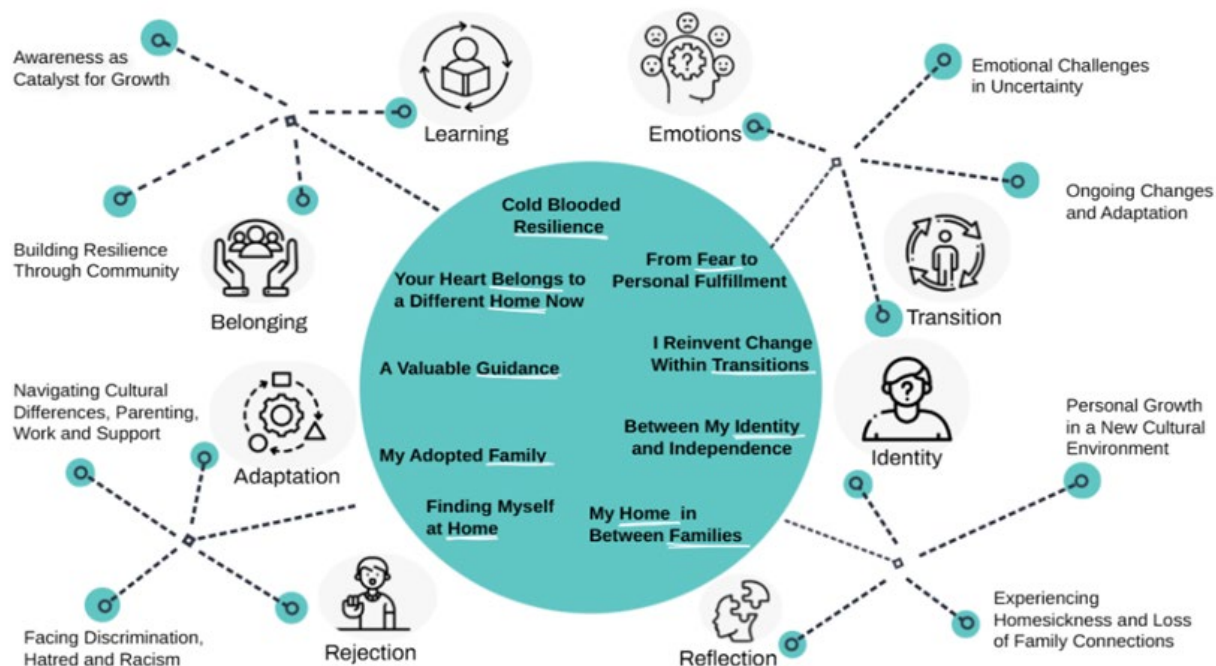 Awareness as
Catalyst for Growth
Learning
Building Resilience
Through Community
Belonging
Emotions
Emotional Challenges
in Uncertainty
Ongoing Changes
and Adaptation
Transition
Cold Blooded
Resilience
Your Heart Belongs to
a Different Home Now
From Fear to
Personal Fulfillment
A Valuable Guidance
I Reinvent Change
Within Transitions
My Adopted Family
Between My Identity
and Independence
Finding Myself
at Home
My Home in
Between Families
Navigating Cultural
Differences, Parenting,
Work and Support
Adaptation
Facing Discrimination,
Hatred and Racism
Rejection
Identity
Personal Growth
in a New Cultural
Environment
Reflection
Experiencing
Homesickness and Loss
of Family Connections
?
?